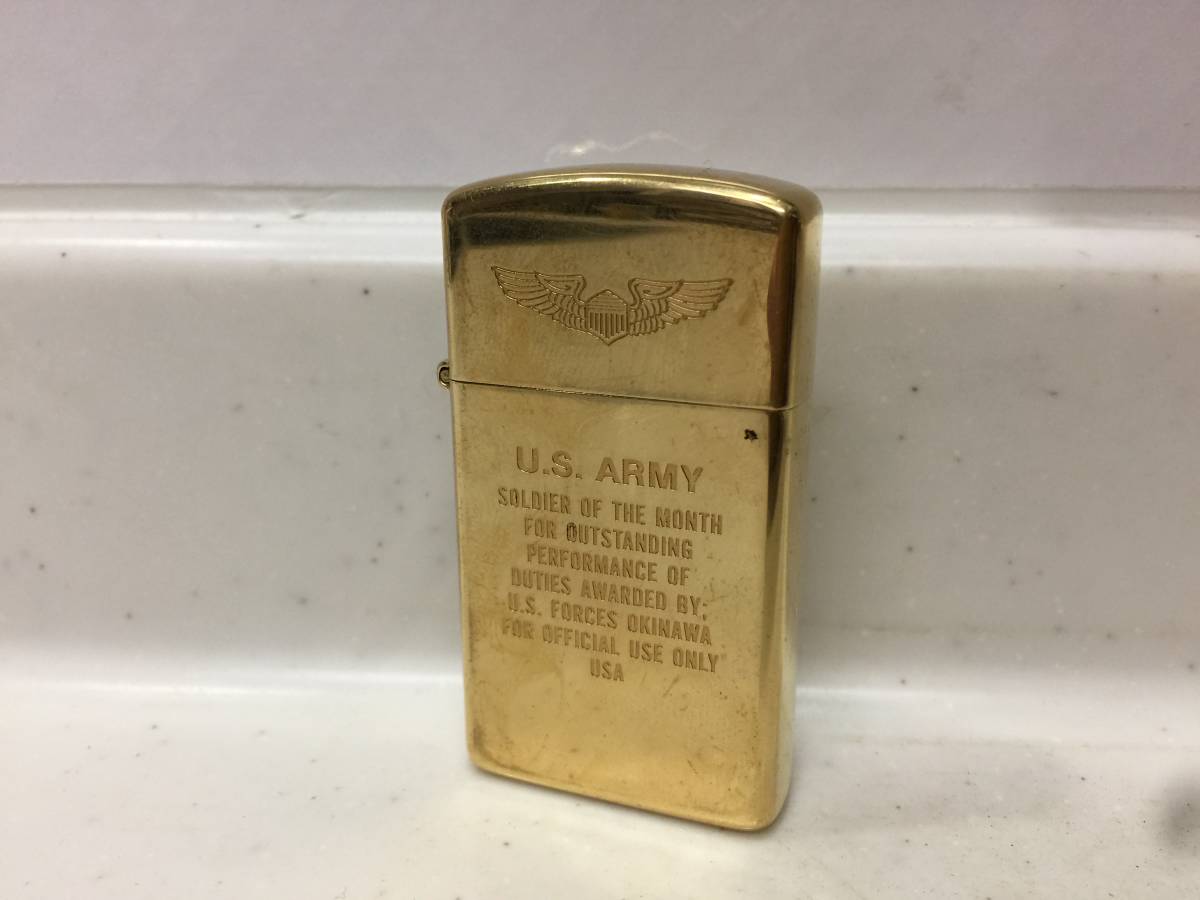 U.S. ARMY
SOLDIER OF THE MONTH
FOR OUTSTANDING
PERFORMANCE OF
DUTIES AWARDED BY;
U.S. FORCES OKINAWA
FOR OFFICIAL USE ONLY
USA